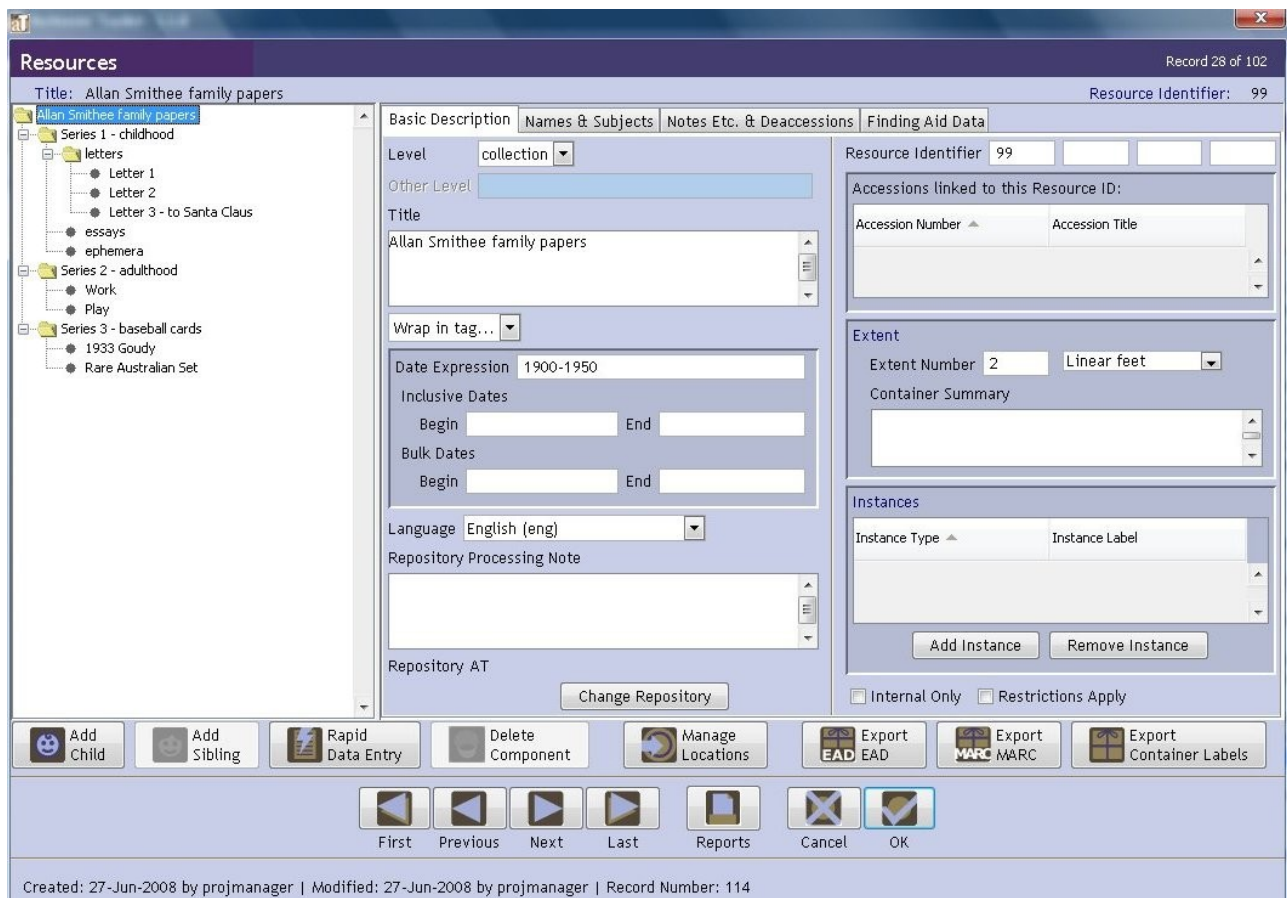 aT
Resources
Record 28 of 102
Title: Allan Smithee family papers
Resource Identifier: 99
Allan Smithee family papers
Series 1 - childhood
letters
Letter 1
Letter 2
Letter 3 - to Santa Claus
essays
ephemera
Series 2 - adulthood
Work
Play
Series 3 - baseball cards
1933 Goudy
Rare Australian Set
Basic Description Names & Subjects Notes Etc. & Deaccessions Finding Aid Data
Level collection
Other Level
Title
Allan Smithee family papers
Wrap in tag...
Date Expression 1900-1950
Inclusive Dates
Begin End
Bulk Dates
Begin End
Language English (eng)
Repository Processing Note
Repository AT
Change Repository
Resource Identifier 99
Accessions linked to this Resource ID:
Accession Number Accession Title
Extent
Extent Number 2 Linear feet
Container Summary
Instances
Instance Type Instance Label
Add Instance Remove Instance
Internal Only Restrictions Apply
Add Child
Add Sibling
Rapid Data Entry
Delete Component
Manage Locations
EAD Export EAD
MARC Export MARC
Export Container Labels
First Previous Next Last Reports Cancel OK
Created: 27-Jun-2008 by projmanager | Modified: 27-Jun-2008 by projmanager | Record Number: 114